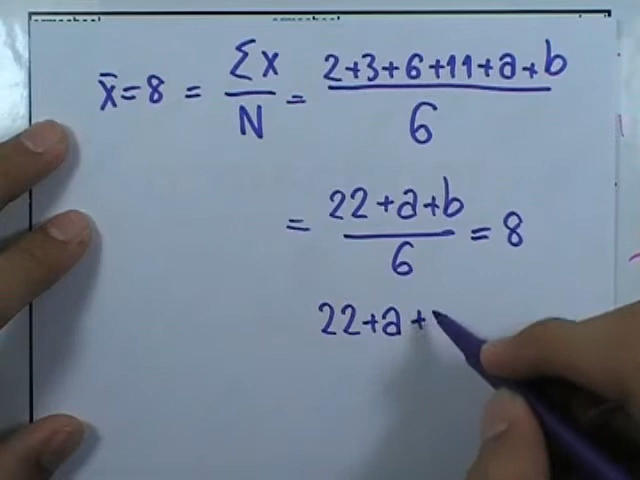 x̄ = 8 = Σx/N = (2+3+6+11+a+b)/6
= (22+a+b)/6 = 8
22+a+